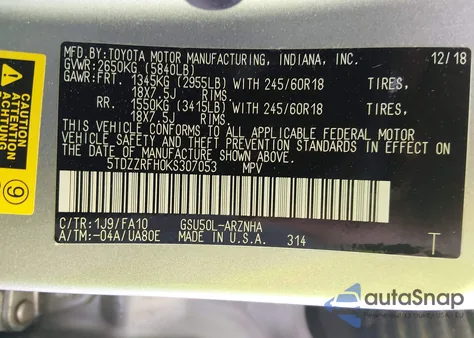 MFD.BY:TOYOTA MOTOR MANUFACTURING, INDIANA, INC. 12/18
GVWR:2650KG (5840LB)
GAWR:FRT. 1345KG (2955LB) WITH 245/60R18 TIRES,
18X7.5J RIMS
RR. 1550KG (3415LB) WITH 245/60R18 TIRES,
18X7.5J RIMS
THIS VEHICLE CONFORMS TO ALL APPLICABLE FEDERAL MOTOR
VEHICLE SAFETY AND THEFT PREVENTION STANDARDS IN EFFECT
ON THE DATE OF MANUFACTURE SHOWN ABOVE.
5TDZZRFH0KS307053 MPV
C/TR:1J9/FA10 GSU50L-ARZNHA
A/TM:-04A/UA80E MADE IN U.S.A. 314 T
CAUTION
ACHTUNG
9
autoSnap